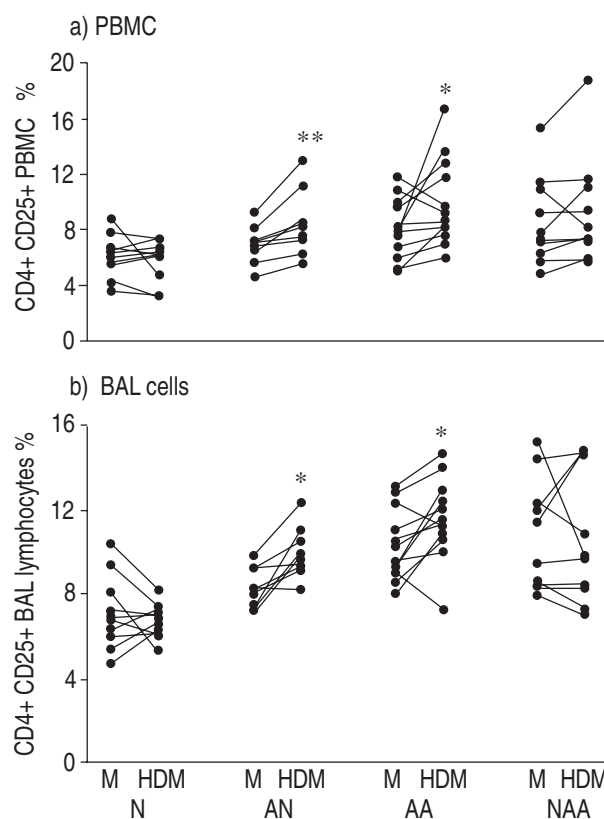 a) PBMC
20
16
12
8
4
0
CD4+ CD25+ PBMC %
**
*
b) BAL cells
16
12
8
4
0
CD4+ CD25+ BAL lymphocytes %
*
*
M HDM M HDM M HDM M HDM
N AN AA NAA